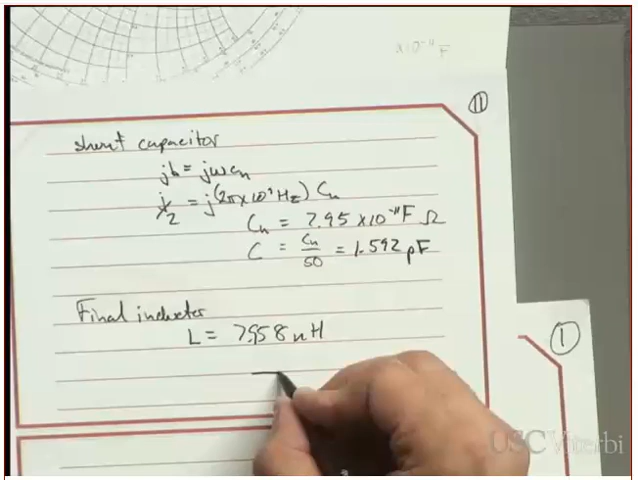 x10⁻¹¹ F
11
shunt capacitor
jb = jωCn
j/2 = j(2π x 10⁹ Hz) Cn
Cn = 7.95 x 10⁻¹¹ F Ω
C = Cn/50 = 1.592 pF
Final inductor
L = 7.958 nH
1
USC Viterbi